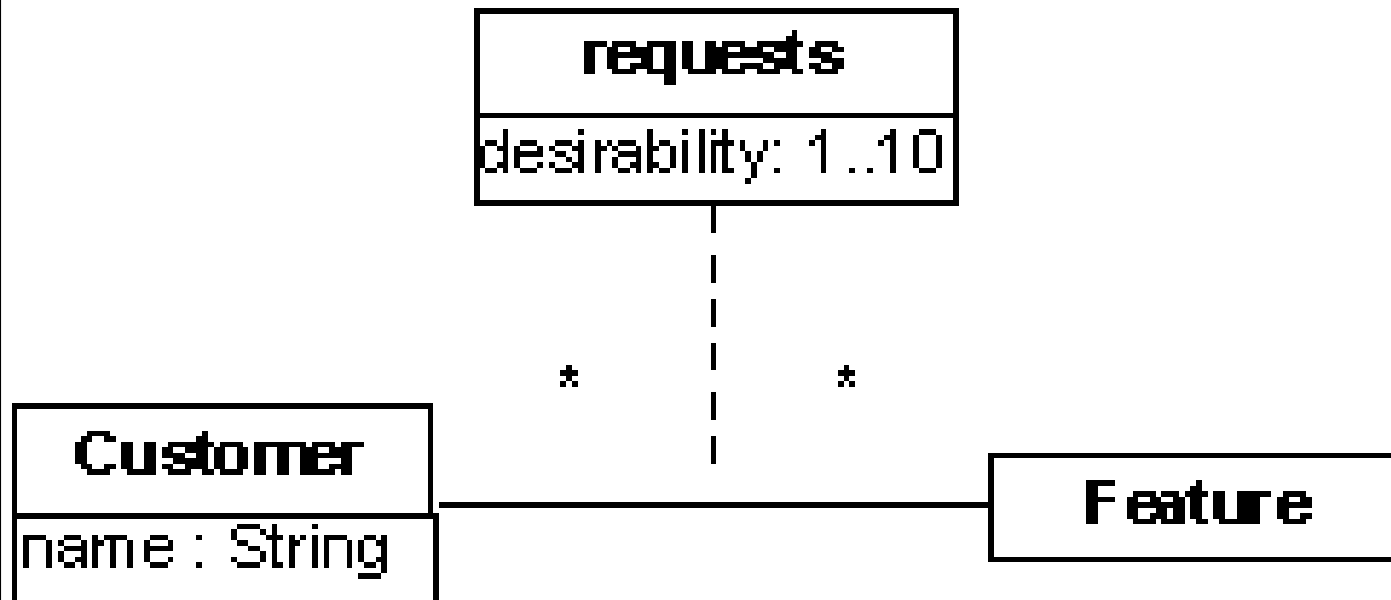 requests
desirability: 1..10
* *
Customer
name : String
Feature